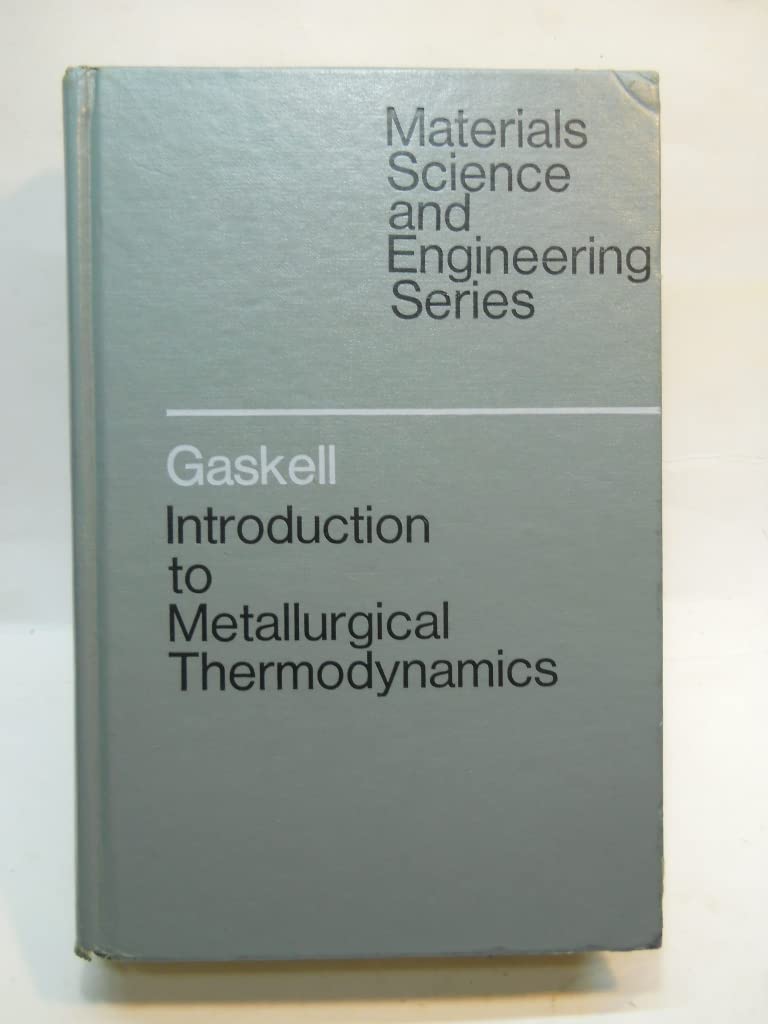 Materials
Science
and
Engineering
Series
Gaskell
Introduction
to
Metallurgical
Thermodynamics